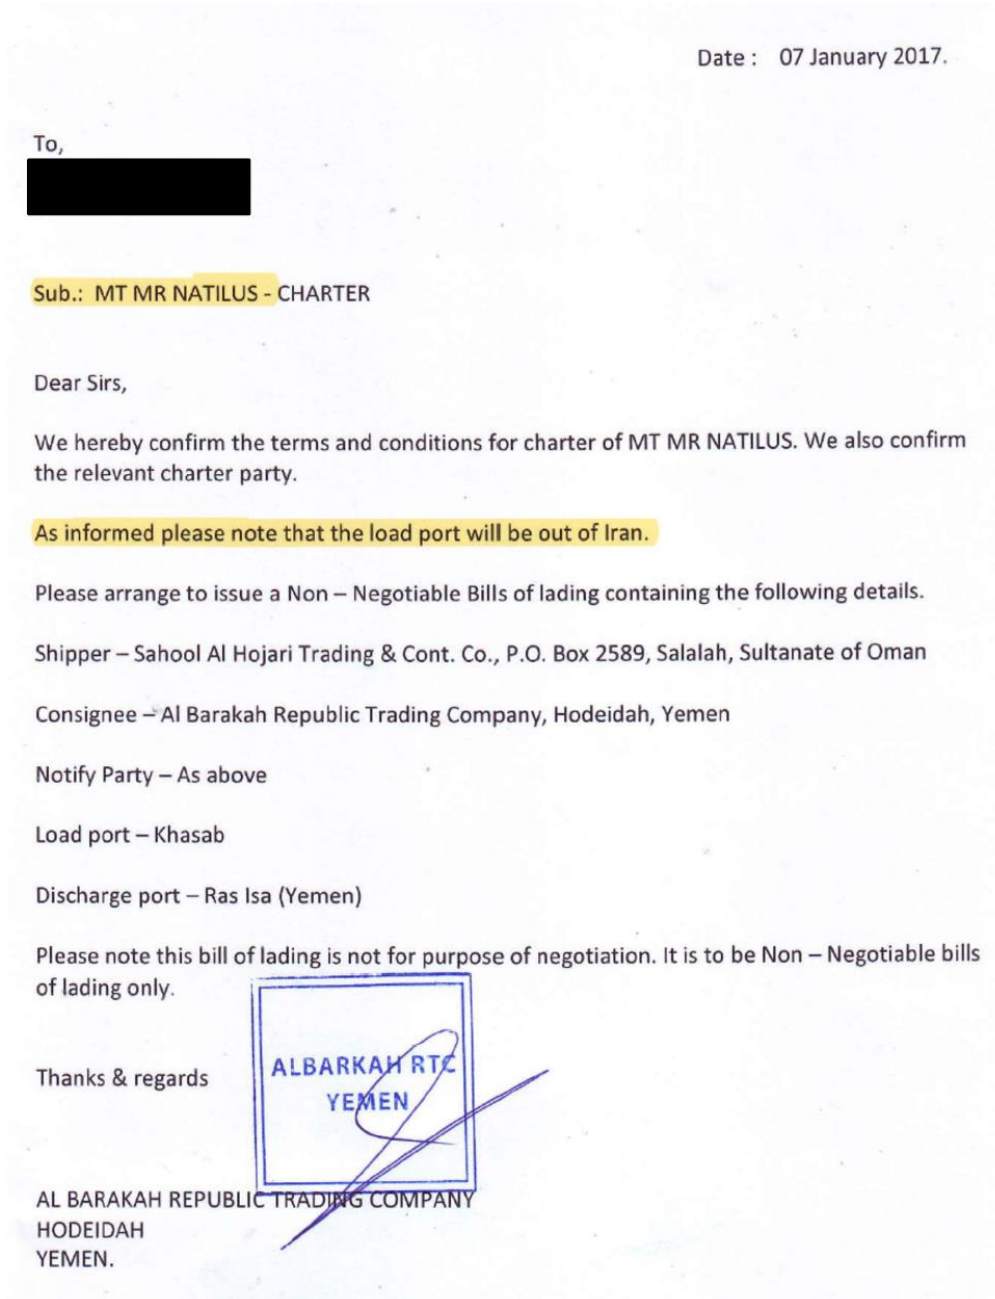 Date : 07 January 2017.
To,
Sub.: MT MR NATILUS - CHARTER
Dear Sirs,
We hereby confirm the terms and conditions for charter of MT MR NATILUS. We also confirm
the relevant charter party.
As informed please note that the load port will be out of Iran.
Please arrange to issue a Non – Negotiable Bills of lading containing the following details.
Shipper – Sahool Al Hojari Trading & Cont. Co., P.O. Box 2589, Salalah, Sultanate of Oman
Consignee – Al Barakah Republic Trading Company, Hodeidah, Yemen
Notify Party – As above
Load port – Khasab
Discharge port – Ras Isa (Yemen)
Please note this bill of lading is not for purpose of negotiation. It is to be Non – Negotiable bills
of lading only.
Thanks & regards
ALBARKAH RTC
YEMEN
AL BARAKAH REPUBLIC TRADING COMPANY
HODEIDAH
YEMEN.